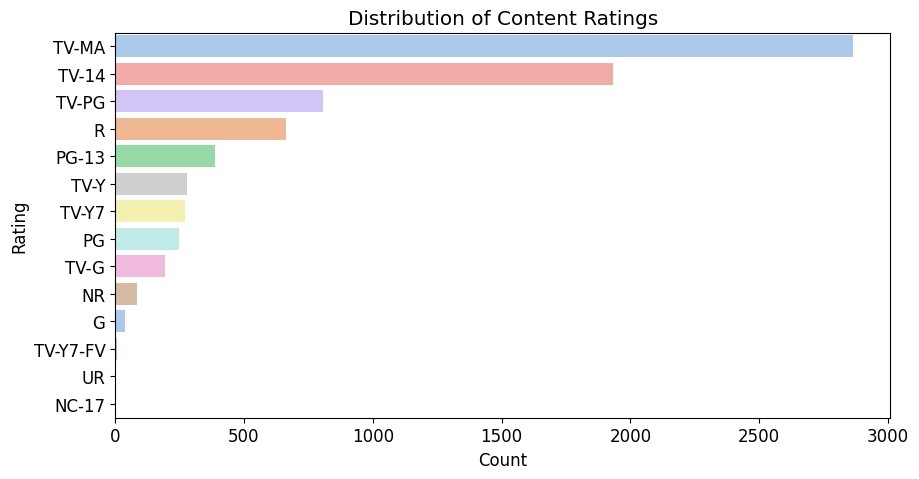 Distribution of Content Ratings
Rating
TV-MA
TV-14
TV-PG
R
PG-13
TV-Y
TV-Y7
PG
TV-G
NR
G
TV-Y7-FV
UR
NC-17
0 500 1000 1500 2000 2500 3000
Count